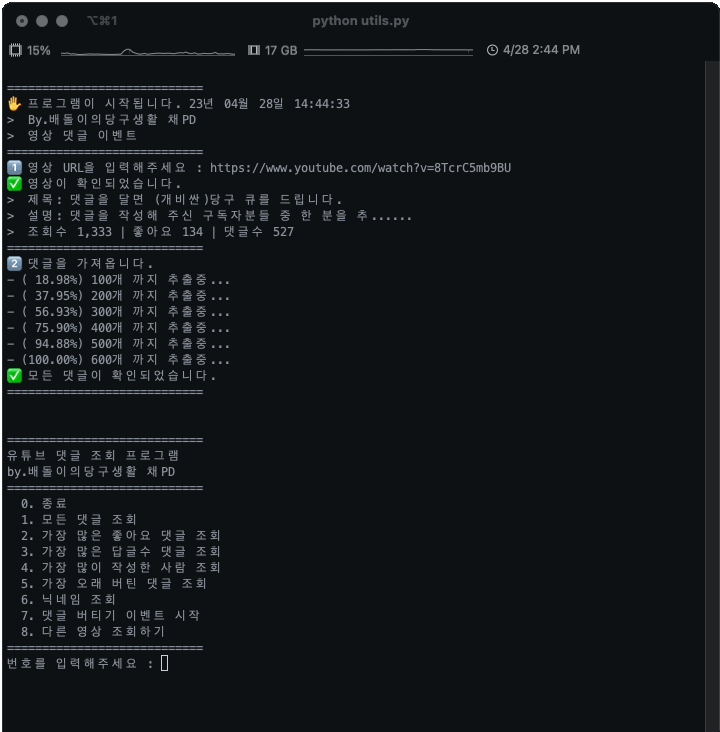 ⌥⌘1
python utils.py
15%
17 GB
4/28 2:44 PM
============================
✋ 프로그램이 시작됩니다. 23년 04월 28일 14:44:33
> By.배돌이의당구생활 채PD
> 영상 댓글 이벤트
============================
1️⃣ 영상 URL을 입력해주세요 : https://www.youtube.com/watch?v=8TcrC5mb9BU
✅ 영상이 확인되었습니다.
> 제목: 댓글을 달면 (개비싼)당구 큐를 드립니다.
> 설명: 댓글을 작성해 주신 구독자분들 중 한 분을 추......
> 조회수 1,333 | 좋아요 134 | 댓글수 527
============================
2️⃣ 댓글을 가져옵니다.
- ( 18.98%) 100개 까지 추출중...
- ( 37.95%) 200개 까지 추출중...
- ( 56.93%) 300개 까지 추출중...
- ( 75.90%) 400개 까지 추출중...
- ( 94.88%) 500개 까지 추출중...
- (100.00%) 600개 까지 추출중...
✅ 모든 댓글이 확인되었습니다.
============================
============================
유튜브 댓글 조회 프로그램
by.배돌이의당구생활 채PD
============================
0. 종료
1. 모든 댓글 조회
2. 가장 많은 좋아요 댓글 조회
3. 가장 많은 답글수 댓글 조회
4. 가장 많이 작성한 사람 조회
5. 가장 오래 버틴 댓글 조회
6. 닉네임 조회
7. 댓글 버티기 이벤트 시작
8. 다른 영상 조회하기
============================
번호를 입력해주세요 :